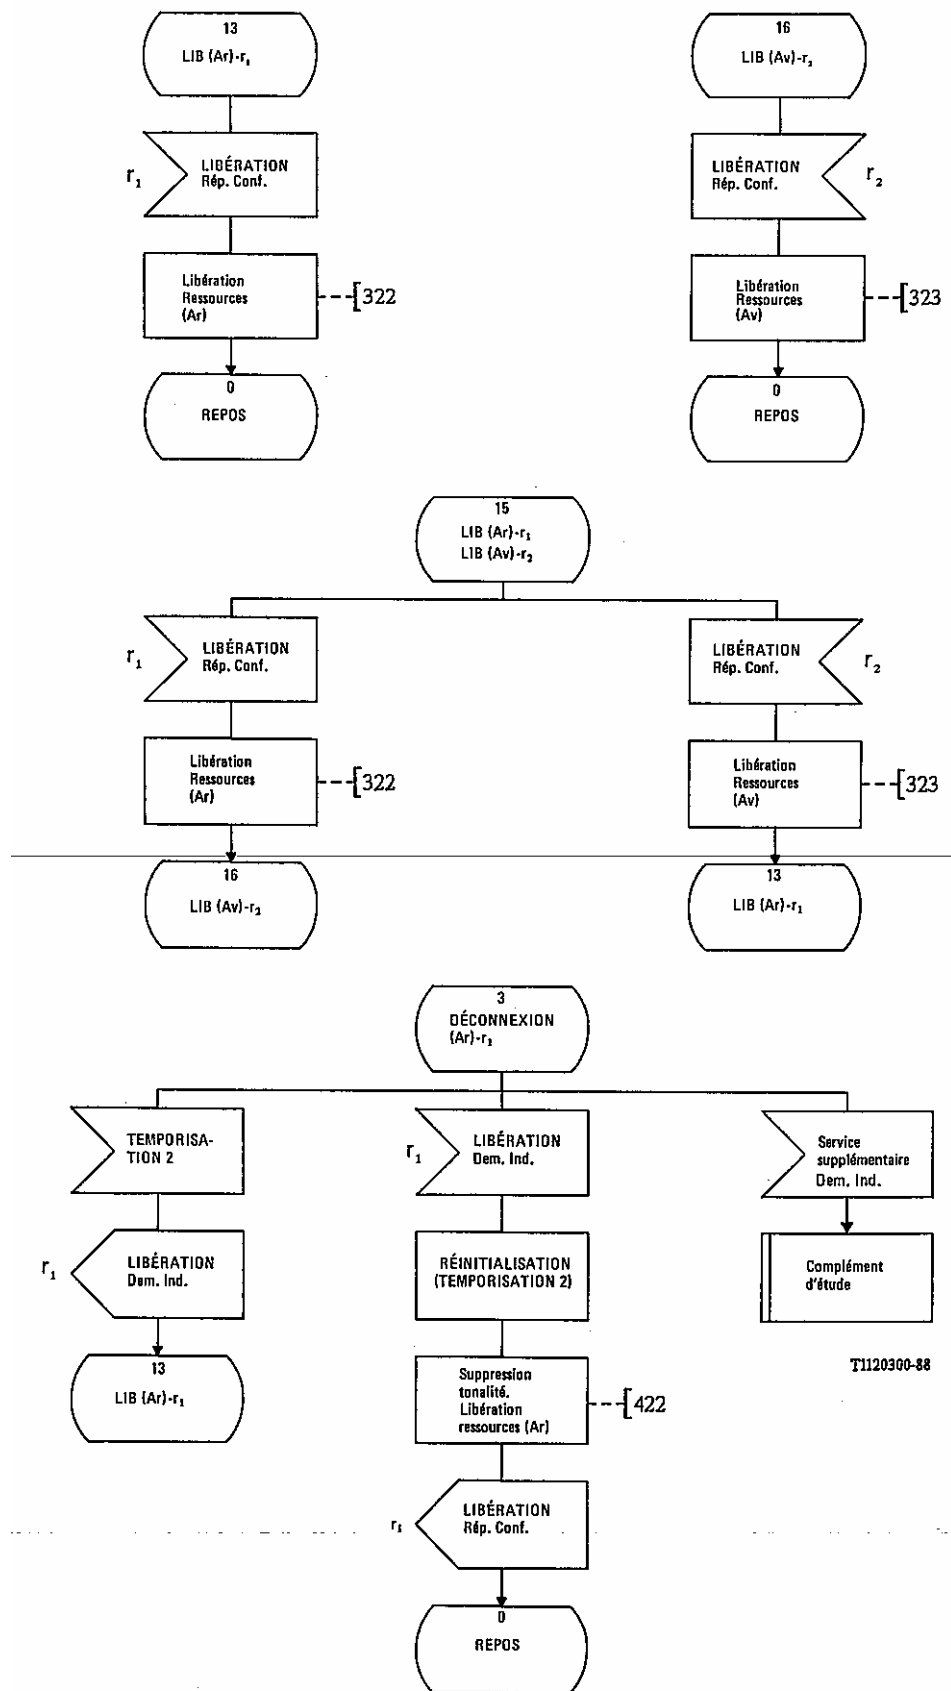 13
LIB (Ar)-r₁
r₁
LIBÉRATION
Rép. Conf.
Libération
Ressources
(Ar)
[322
0
REPOS
16
LIB (Av)-r₂
LIBÉRATION
Rép. Conf.
r₂
Libération
Ressources
(Av)
[323
0
REPOS
15
LIB (Ar)-r₁
LIB (Av)-r₂
r₁
LIBÉRATION
Rép. Conf.
Libération
Ressources
(Ar)
[322
16
LIB (Av)-r₂
LIBÉRATION
Rép. Conf.
r₂
Libération
Ressources
(Av)
[323
13
LIB (Ar)-r₁
3
DÉCONNEXION
(Ar)-r₁
TEMPORISA-
TION 2
r₁
LIBÉRATION
Dem. Ind.
13
LIB (Ar)-r₁
r₁
LIBÉRATION
Dem. Ind.
RÉINITIALISATION
(TEMPORISATION 2)
Suppression
tonalité.
Libération
ressources (Ar)
[422
r₁
LIBÉRATION
Rép. Conf.
0
REPOS
Service
supplémentaire
Dem. Ind.
Complément
d'étude
T1120300-88